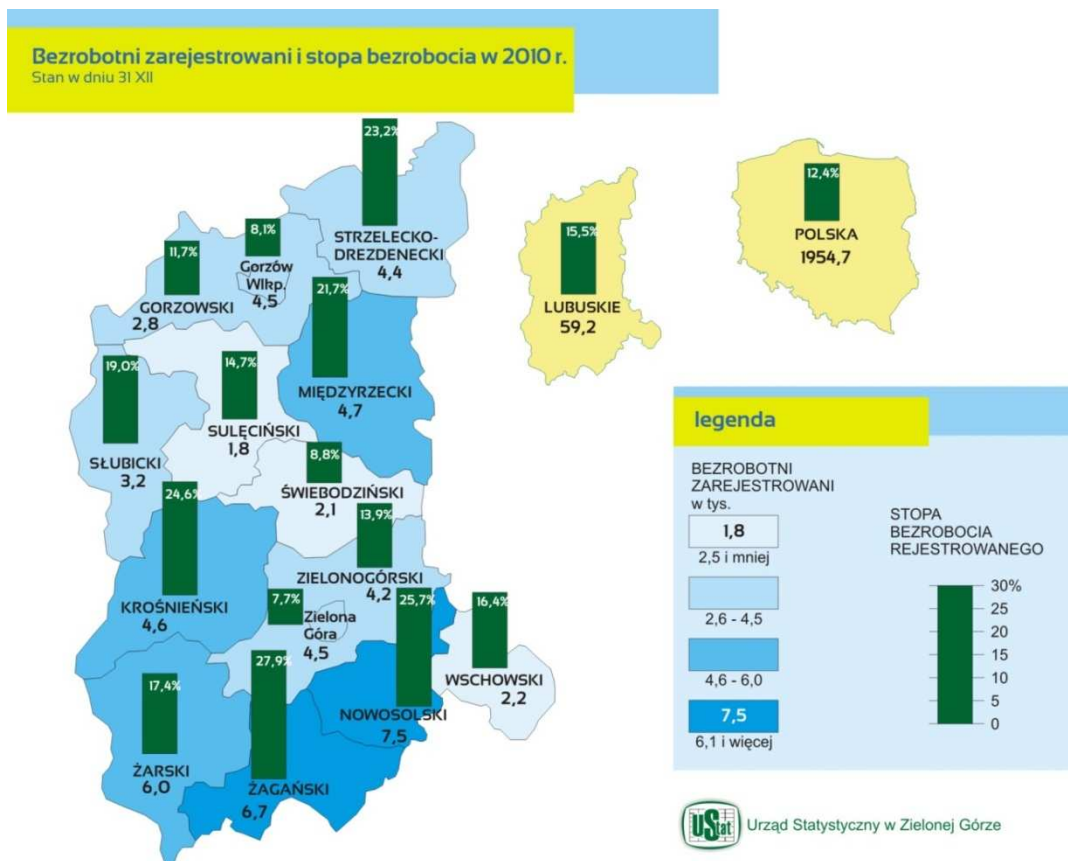 Bezrobotni zarejestrowani i stopa bezrobocia w 2010 r.
Stan w dniu 31 XII
23,2%
STRZELECKO-
DREZDENECKI
4,4
8,1%
Gorzów
Wlkp.
4,5
11,7%
GORZOWSKI
2,8
21,7%
MIĘDZYRZECKI
4,7
19,0%
SŁUBICKI
3,2
14,7%
SULĘCIŃSKI
1,8
8,8%
ŚWIEBODZIŃSKI
2,1
24,6%
KROŚNIEŃSKI
4,6
13,9%
ZIELONOGÓRSKI
4,2
7,7%
Zielona
Góra
4,5
25,7%
NOWOSOLSKI
7,5
16,4%
WSCHOWSKI
2,2
17,4%
ŻARSKI
6,0
27,9%
ŻAGAŃSKI
6,7
15,5%
LUBUSKIE
59,2
12,4%
POLSKA
1954,7
legenda
BEZROBOTNI
ZAREJESTROWANI
w tys.
1,8
2,5 i mniej
2,6 - 4,5
4,6 - 6,0
7,5
6,1 i więcej
STOPA
BEZROBOCIA
REJESTROWANEGO
30%
25
20
15
10
5
0
UStat
Urząd Statystyczny w Zielonej Górze